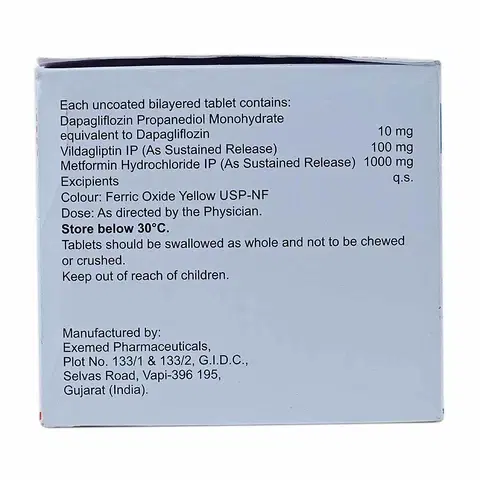 Each uncoated bilayered tablet contains:
Dapagliflozin Propanediol Monohydrate
equivalent to Dapagliflozin 10 mg
Vildagliptin IP (As Sustained Release) 100 mg
Metformin Hydrochloride IP (As Sustained Release) 1000 mg
Excipients q.s.
Colour: Ferric Oxide Yellow USP-NF
Dose: As directed by the Physician.
Store below 30°C.
Tablets should be swallowed as whole and not to be chewed
or crushed.
Keep out of reach of children.
Manufactured by:
Exemed Pharmaceuticals,
Plot No. 133/1 & 133/2, G.I.D.C.,
Selvas Road, Vapi-396 195,
Gujarat (India).